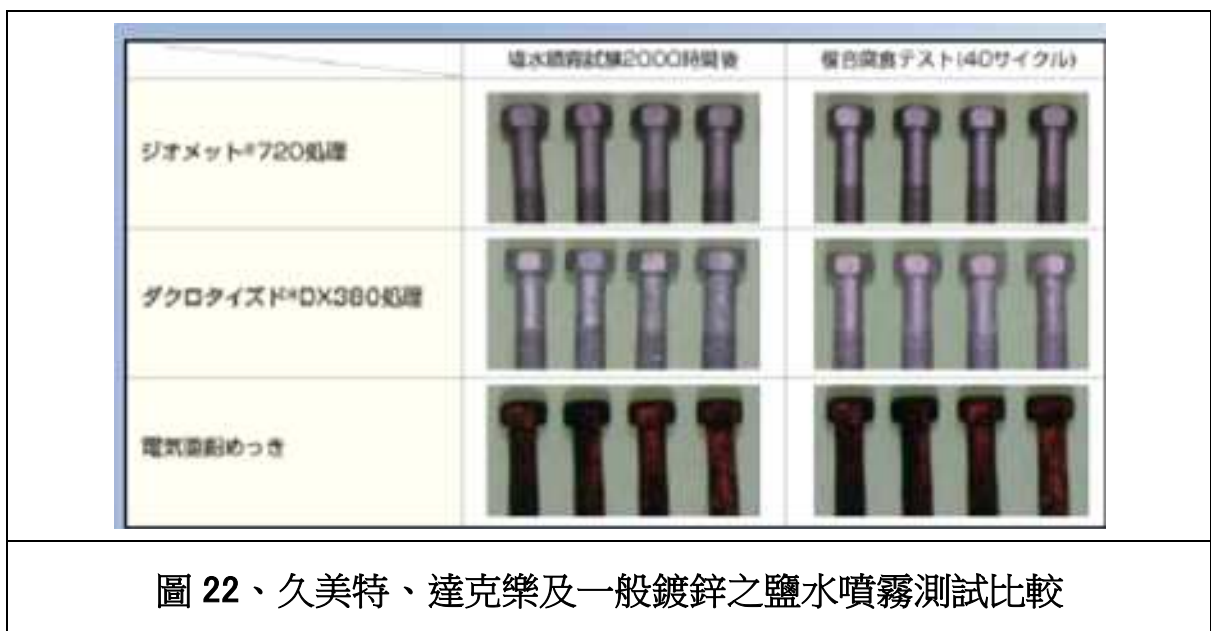 塩水噴霧試験2000時間後
複合腐食テスト(40サイクル)
ジオメット®720処理
ダクロタイズド®DX380処理
電気亜鉛めっき
圖 22、久美特、達克樂及一般鍍鋅之鹽水噴霧測試比較